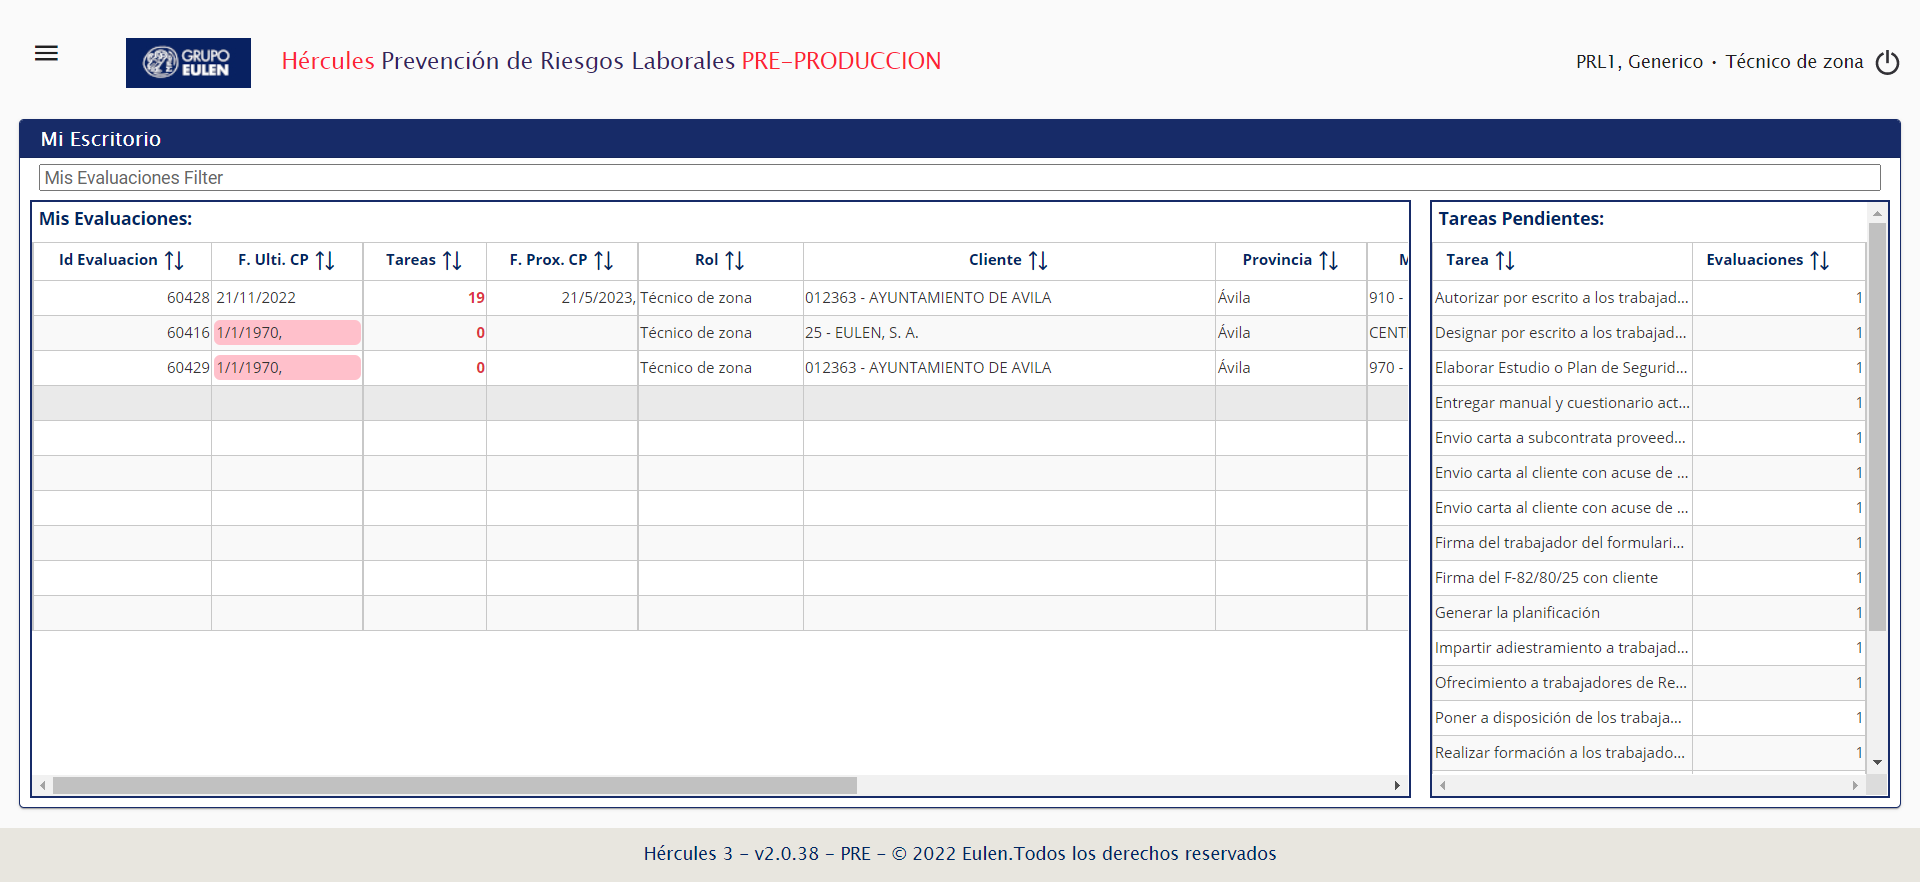 GRUPO
EULEN
Hércules Prevención de Riesgos Laborales PRE-PRODUCCION
PRL1, Generico · Técnico de zona
Mi Escritorio
Mis Evaluaciones Filter
Mis Evaluaciones:
Id Evaluacion F. Ulti. CP Tareas F. Prox. CP Rol Cliente Provincia M
60428 21/11/2022 19 21/5/2023, Técnico de zona 012363 - AYUNTAMIENTO DE AVILA Ávila 910 -
60416 1/1/1970, 0 Técnico de zona 25 - EULEN, S. A. Ávila CENT
60429 1/1/1970, 0 Técnico de zona 012363 - AYUNTAMIENTO DE AVILA Ávila 970 -
Tareas Pendientes:
Tarea Evaluaciones
Autorizar por escrito a los trabajad... 1
Designar por escrito a los trabajad... 1
Elaborar Estudio o Plan de Segurid... 1
Entregar manual y cuestionario act... 1
Envio carta a subcontrata proveed... 1
Envio carta al cliente con acuse de ... 1
Envio carta al cliente con acuse de ... 1
Firma del trabajador del formulari... 1
Firma del F-82/80/25 con cliente 1
Generar la planificación 1
Impartir adiestramiento a trabajad... 1
Ofrecimiento a trabajadores de Re... 1
Poner a disposición de los trabaja... 1
Realizar formación a los trabajado... 1
Hércules 3 - v2.0.38 - PRE - © 2022 Eulen.Todos los derechos reservados